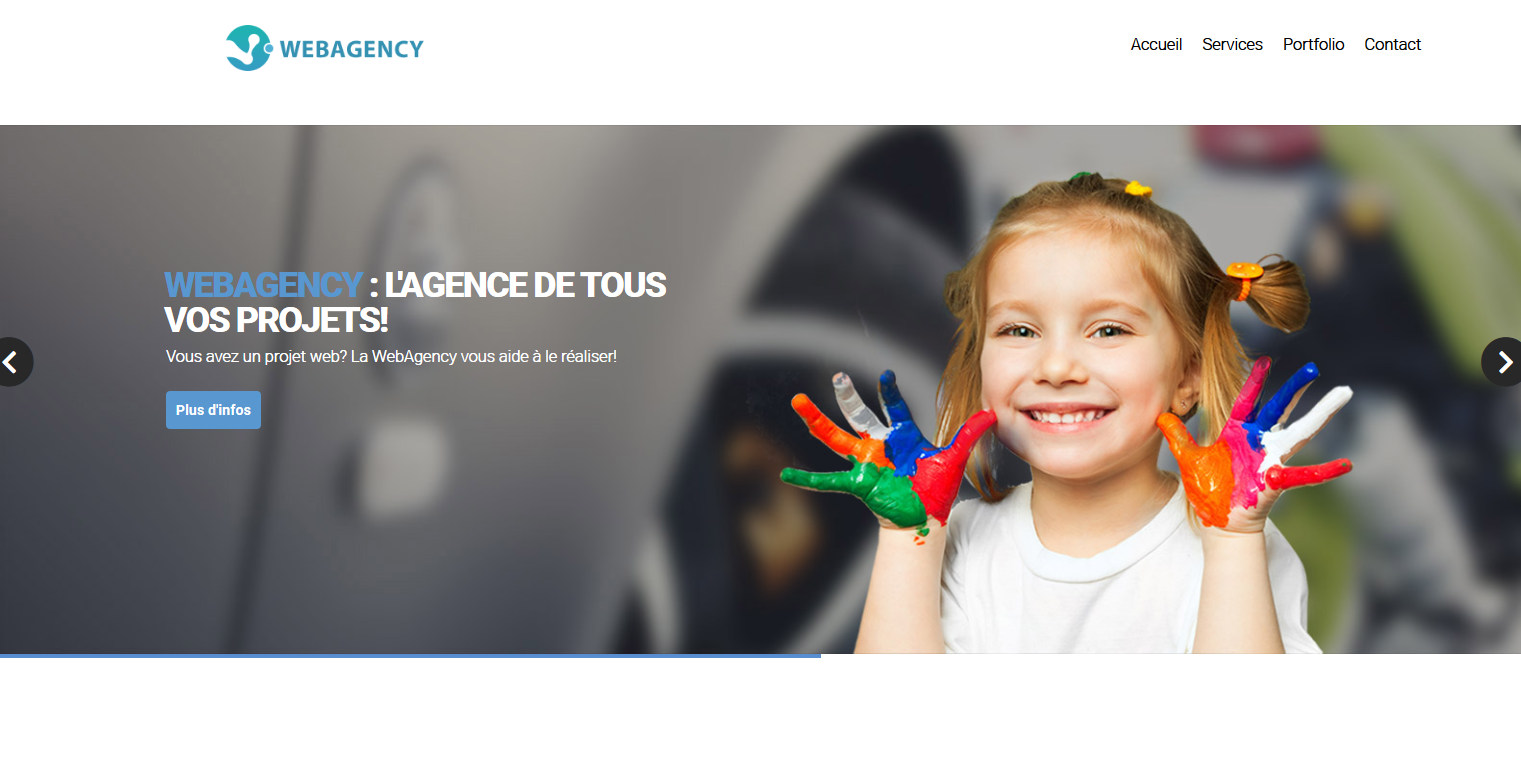 WEBAGENCY
Accueil Services Portfolio Contact
WEBAGENCY : L'AGENCE DE TOUS
VOS PROJETS!
Vous avez un projet web? La WebAgency vous aide à le réaliser!
Plus d'infos